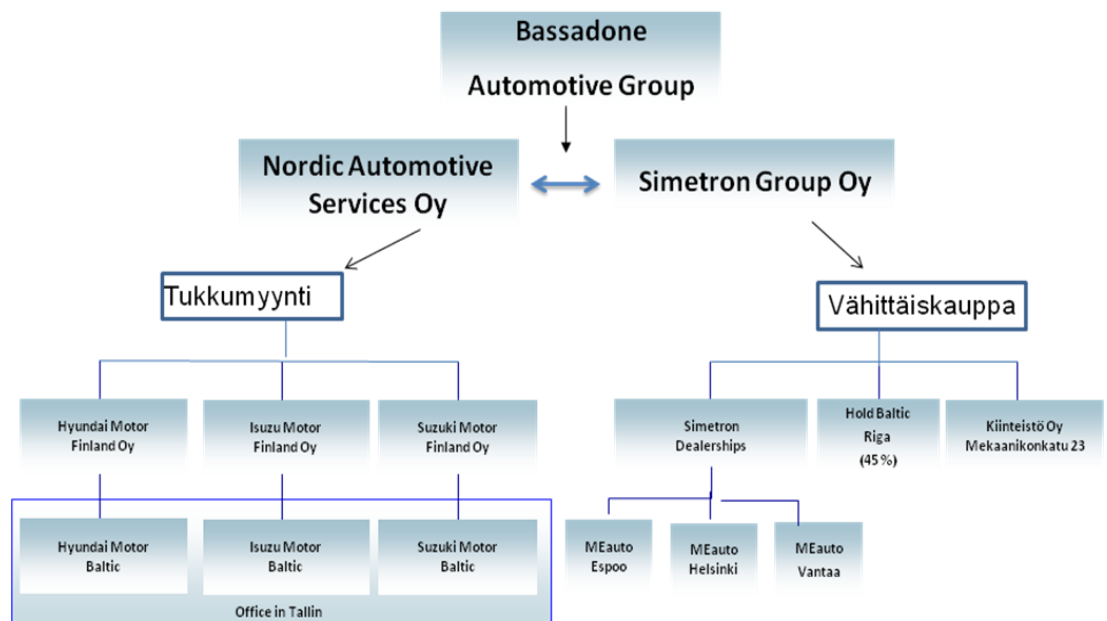 Bassadone
Automotive Group
Nordic Automotive
Services Oy
Simetron Group Oy
Tukkumyynti
Vähittäiskauppa
Hyundai Motor
Finland Oy
Isuzu Motor
Finland Oy
Suzuki Motor
Finland Oy
Simetron
Dealerships
Hold Baltic
Riga
(45 %)
Kiinteistö Oy
Mekaanikonkatu 23
Hyundai Motor
Baltic
Isuzu Motor
Baltic
Suzuki Motor
Baltic
MEauto
Espoo
MEauto
Helsinki
MEauto
Vantaa
Office in Tallin